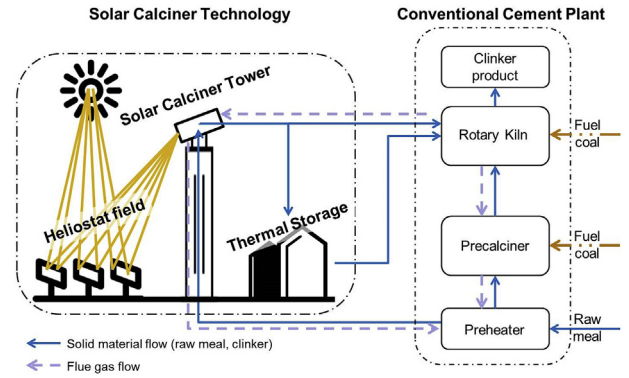 Solar Calciner Technology
Conventional Cement Plant
Solar Calciner Tower
Heliostat field
Thermal Storage
Clinker
product
Rotary Kiln
Fuel
coal
Precalciner
Fuel
coal
Preheater
Raw
meal
Solid material flow (raw meal, clinker)
Flue gas flow